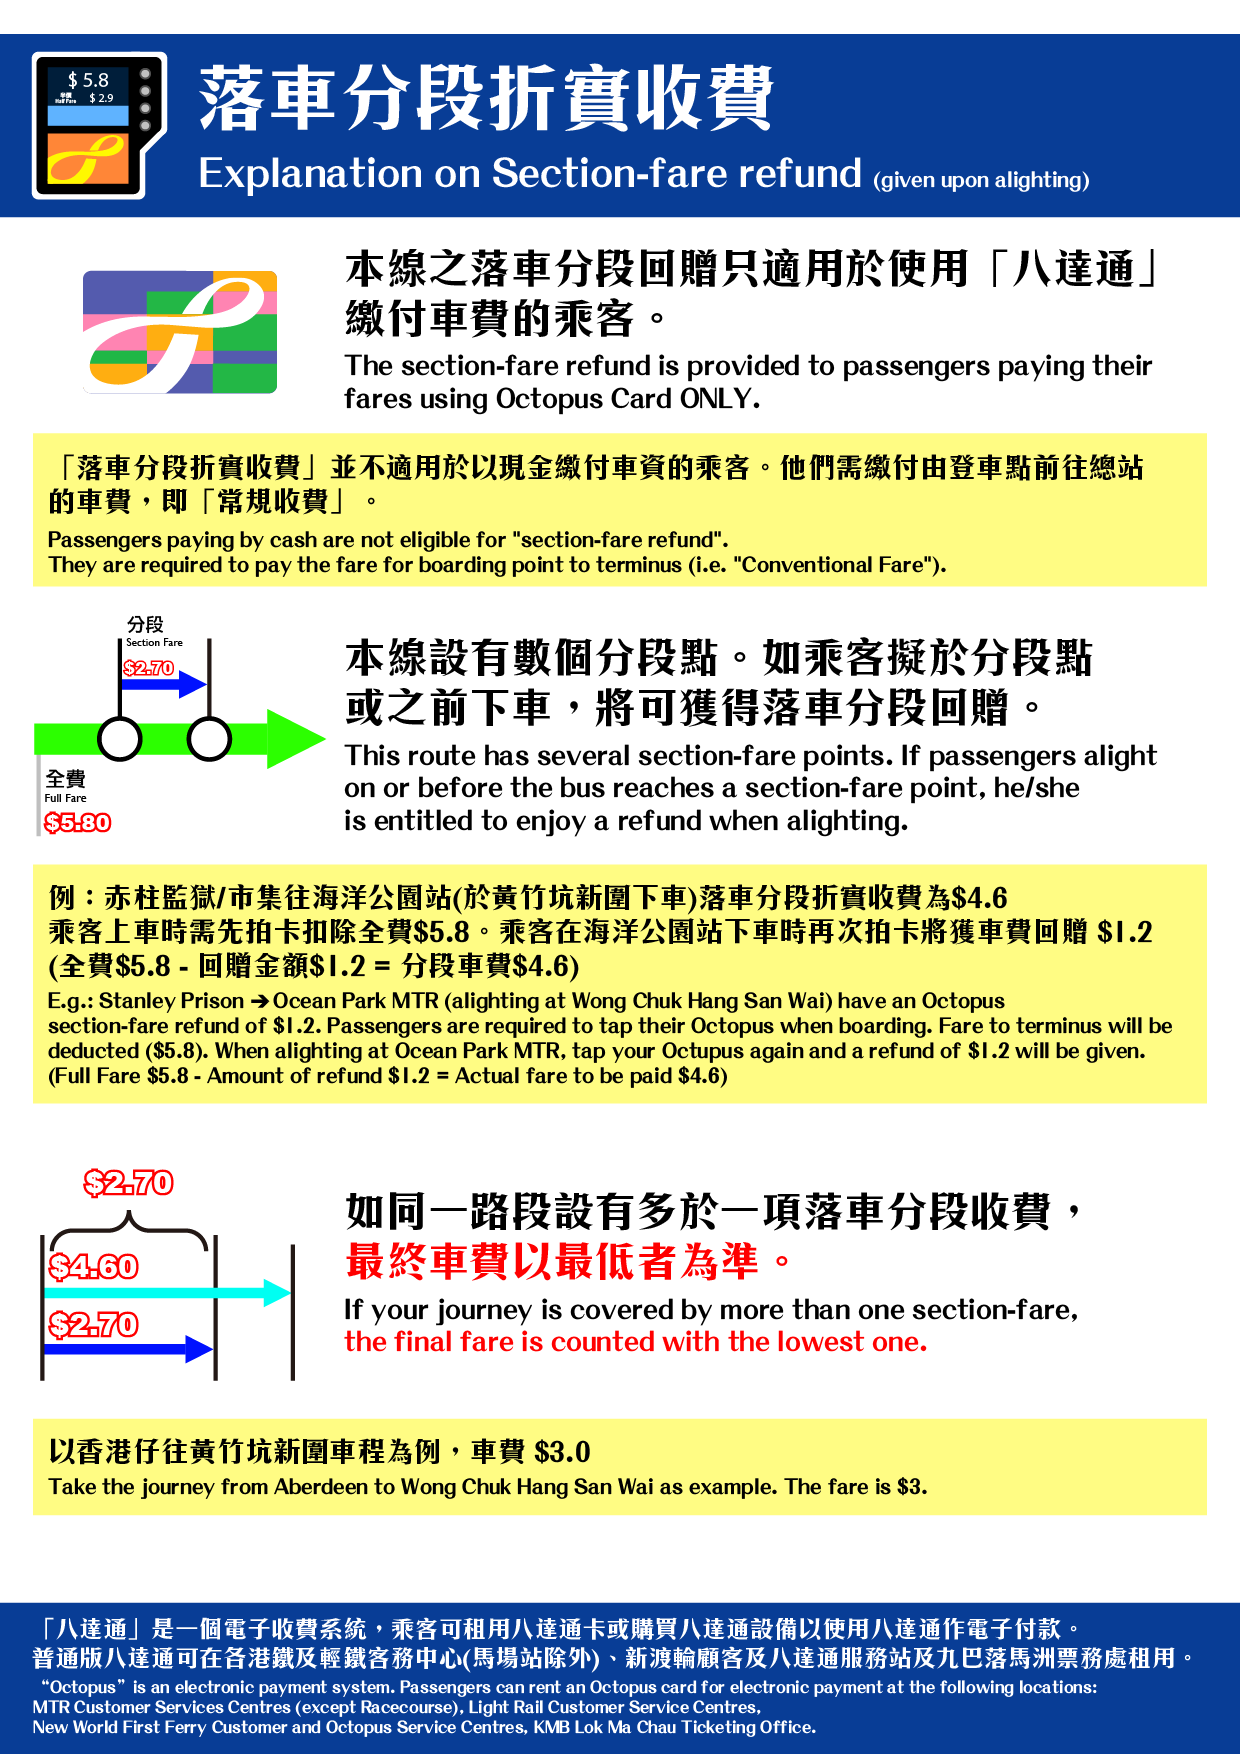 $ 5.8
半價
Half Fare $ 2.9
落車分段折實收費
Explanation on Section-fare refund (given upon alighting)
本線之落車分段回贈只適用於使用「八達通」
繳付車費的乘客。
The section-fare refund is provided to passengers paying their
fares using Octopus Card ONLY.
「落車分段折實收費」並不適用於以現金繳付車資的乘客。他們需繳付由登車點前往總站
的車費，即「常規收費」。
Passengers paying by cash are not eligible for "section-fare refund".
They are required to pay the fare for boarding point to terminus (i.e. "Conventional Fare").
分段
Section Fare
$2.70
全費
Full Fare
$5.80
本線設有數個分段點。如乘客擬於分段點
或之前下車，將可獲得落車分段回贈。
This route has several section-fare points. If passengers alight
on or before the bus reaches a section-fare point, he/she
is entitled to enjoy a refund when alighting.
例：赤柱監獄/市集往海洋公園站(於黃竹坑新圍下車)落車分段折實收費為$4.6
乘客上車時需先拍卡扣除全費$5.8。乘客在海洋公園站下車時再次拍卡將獲車費回贈 $1.2
(全費$5.8 - 回贈金額$1.2 = 分段車費$4.6)
E.g.: Stanley Prison ➔ Ocean Park MTR (alighting at Wong Chuk Hang San Wai) have an Octopus
section-fare refund of $1.2. Passengers are required to tap their Octopus when boarding. Fare to terminus will be
deducted ($5.8). When alighting at Ocean Park MTR, tap your Octupus again and a refund of $1.2 will be given.
(Full Fare $5.8 - Amount of refund $1.2 = Actual fare to be paid $4.6)
$2.70
$4.60
$2.70
如同一路段設有多於一項落車分段收費，
最終車費以最低者為準。
If your journey is covered by more than one section-fare,
the final fare is counted with the lowest one.
以香港仔往黃竹坑新圍車程為例，車費 $3.0
Take the journey from Aberdeen to Wong Chuk Hang San Wai as example. The fare is $3.
「八達通」是一個電子收費系統，乘客可租用八達通卡或購買八達通設備以使用八達通作電子付款。
普通版八達通可在各港鐵及輕鐵客務中心(馬場站除外)、新渡輪顧客及八達通服務站及九巴落馬洲票務處租用。
“Octopus” is an electronic payment system. Passengers can rent an Octopus card for electronic payment at the following locations:
MTR Customer Services Centres (except Racecourse), Light Rail Customer Service Centres,
New World First Ferry Customer and Octopus Service Centres, KMB Lok Ma Chau Ticketing Office.